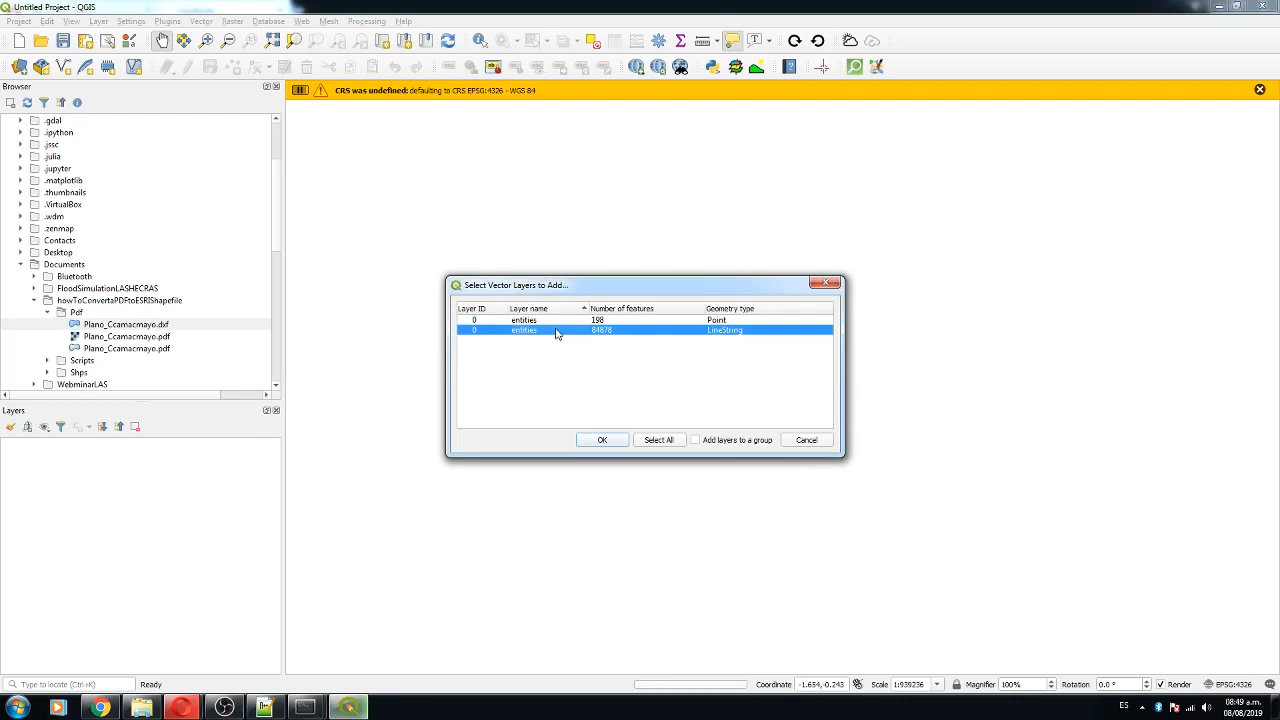 Untitled Project - QGIS
Project Edit View Layer Settings Plugins Vector Raster Database Web Mesh Processing Help
Browser
CRS was undefined: defaulting to CRS EPSG:4326 - WGS 84
.gdal
.ipython
.jssc
.julia
.jupyter
.matplotlib
.thumbnails
.VirtualBox
.wdm
.zenmap
Contacts
Desktop
Documents
Bluetooth
FloodSimulationLASHECRAS
howToConvertaPDFtoESRIShapefile
Pdf
Plano_Ccamacmayo.dxf
Plano_Ccamacmayo.pdf
Plano_Ccamacmayo.pdf
Scripts
Shps
WebminarLAS
Layers
Select Vector Layers to Add...
Layer ID Layer name Number of features Geometry type
0 entities 198 Point
0 entities 84878 LineString
OK Select All Add layers to a group Cancel
Type to locate (Ctrl+K) Ready Coordinate -1.654,-0.243 Scale 1:939236 Magnifier 100% Rotation 0.0 ° Render EPSG:4326
ES 08:49 a.m.
08/08/2019